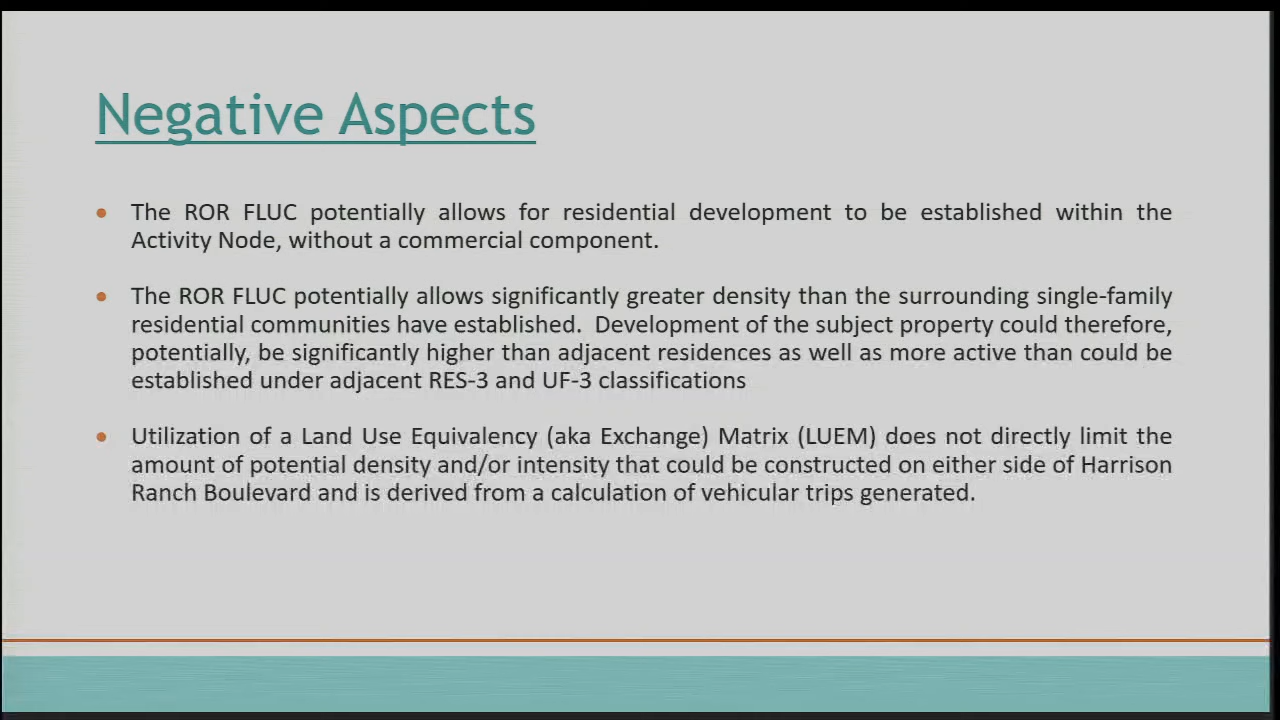 Negative Aspects
• The ROR FLUC potentially allows for residential development to be established within the
Activity Node, without a commercial component.
• The ROR FLUC potentially allows significantly greater density than the surrounding single-family
residential communities have established.  Development of the subject property could therefore,
potentially, be significantly higher than adjacent residences as well as more active than could be
established under adjacent RES-3 and UF-3 classifications
• Utilization of a Land Use Equivalency (aka Exchange) Matrix (LUEM) does not directly limit the
amount of potential density and/or intensity that could be constructed on either side of Harrison
Ranch Boulevard and is derived from a calculation of vehicular trips generated.